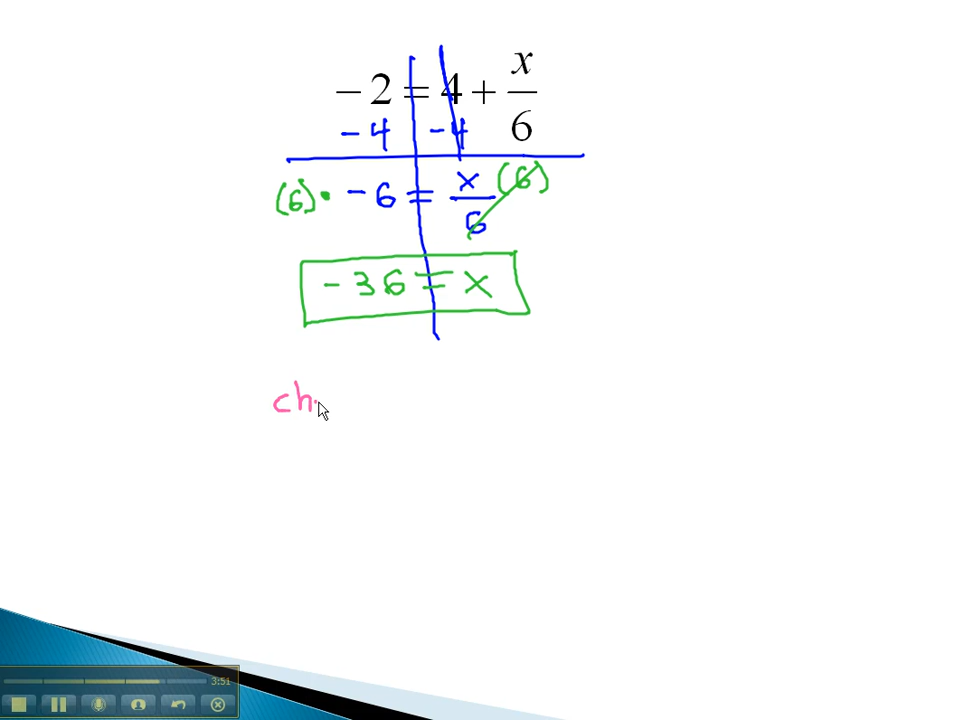 -2 = 4 + x/6
-4 -4
(6)• -6 = x/6 (6)
-36 = x
ch
3:51